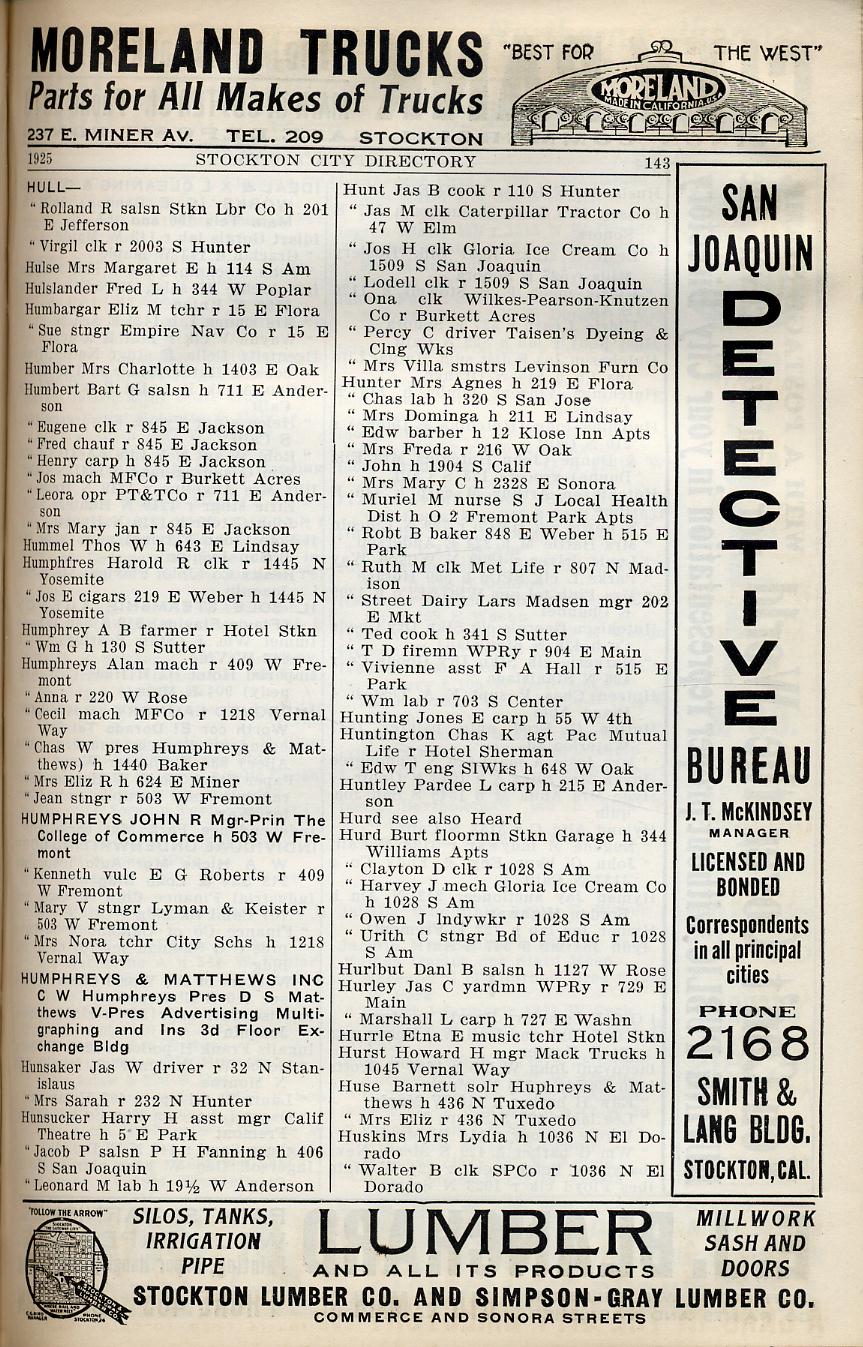 MORELAND TRUCKS
Parts for All Makes of Trucks
237 E. MINER AV. TEL. 209 STOCKTON
"BEST FOR THE WEST"
MORELAND
MADE IN CALIFORNIA, U.S.A.
1925 STOCKTON CITY DIRECTORY 143
HULL—
" Rolland R salsn Stkn Lbr Co h 201
E Jefferson
" Virgil clk r 2003 S Hunter
Hulse Mrs Margaret E h 114 S Am
Hulslander Fred L h 344 W Poplar
Humbargar Eliz M tchr r 15 E Flora
" Sue stngr Empire Nav Co r 15 E
Flora
Humber Mrs Charlotte h 1403 E Oak
Humbert Bart G salsn h 711 E Ander-
son
" Eugene clk r 845 E Jackson
" Fred chauf r 845 E Jackson
" Henry carp h 845 E Jackson
" Jos mach MFCo r Burkett Acres
" Leora opr PT&TCo r 711 E Ander-
son
" Mrs Mary jan r 845 E Jackson
Hummel Thos W h 643 E Lindsay
Humphfres Harold R clk r 1445 N
Yosemite
" Jos E cigars 219 E Weber h 1445 N
Yosemite
Humphrey A B farmer r Hotel Stkn
" Wm G h 130 S Sutter
Humphreys Alan mach r 409 W Fre-
mont
" Anna r 220 W Rose
" Cecil mach MFCo r 1218 Vernal
Way
" Chas W pres Humphreys & Mat-
thews) h 1440 Baker
" Mrs Eliz R h 624 E Miner
" Jean stngr r 503 W Fremont
HUMPHREYS JOHN R Mgr-Prin The
College of Commerce h 503 W Fre-
mont
" Kenneth vulc E G Roberts r 409
W Fremont
" Mary V stngr Lyman & Keister r
503 W Fremont
" Mrs Nora tchr City Schs h 1218
Vernal Way
HUMPHREYS & MATTHEWS INC
C W Humphreys Pres D S Mat-
thews V-Pres Advertising Multi-
graphing and Ins 3d Floor Ex-
change Bldg
Hunsaker Jas W driver r 32 N Stan-
islaus
" Mrs Sarah r 232 N Hunter
Hunsucker Harry H asst mgr Calif
Theatre h 5 E Park
" Jacob P salsn P H Fanning h 406
S San Joaquin
" Leonard M lab h 19½ W Anderson
Hunt Jas B cook r 110 S Hunter
" Jas M clk Caterpillar Tractor Co h
47 W Elm
" Jos H clk Gloria Ice Cream Co h
1509 S San Joaquin
" Lodell clk r 1509 S San Joaquin
" Ona clk Wilkes-Pearson-Knutzen
Co r Burkett Acres
" Percy C driver Taisen's Dyeing &
Clng Wks
" Mrs Villa smstrs Levinson Furn Co
Hunter Mrs Agnes h 219 E Flora
" Chas lab h 320 S San Jose
" Mrs Dominga h 211 E Lindsay
" Edw barber h 12 Klose Inn Apts
" Mrs Freda r 216 W Oak
" John h 1904 S Calif
" Mrs Mary C h 2328 E Sonora
" Muriel M nurse S J Local Health
Dist h O 2 Fremont Park Apts
" Robt B baker 848 E Weber h 515 E
Park
" Ruth M clk Met Life r 807 N Mad-
ison
" Street Dairy Lars Madsen mgr 202
E Mkt
" Ted cook h 341 S Sutter
" T D firemn WPRy r 904 E Main
" Vivienne asst F A Hall r 515 E
Park
" Wm lab r 703 S Center
Hunting Jones E carp h 55 W 4th
Huntington Chas K agt Pac Mutual
Life r Hotel Sherman
" Edw T eng SIWks h 648 W Oak
Huntley Pardee L carp h 215 E Ander-
son
Hurd see also Heard
Hurd Burt floormn Stkn Garage h 344
Williams Apts
" Clayton D clk r 1028 S Am
" Harvey J mech Gloria Ice Cream Co
h 1028 S Am
" Owen J lndywkr r 1028 S Am
" Urith C stngr Bd of Educ r 1028
S Am
Hurlbut Danl B salsn h 1127 W Rose
Hurley Jas C yardmn WPRy r 729 E
Main
" Marshall L carp h 727 E Washn
Hurrle Etna E music tchr Hotel Stkn
Hurst Howard H mgr Mack Trucks h
1045 Vernal Way
Huse Barnett solr Huphreys & Mat-
thews h 436 N Tuxedo
" Mrs Eliz r 436 N Tuxedo
Huskins Mrs Lydia h 1036 N El Do-
rado
" Walter B clk SPCo r 1036 N El
Dorado
SAN
JOAQUIN
DETECTIVE
BUREAU
J. T. McKINDSEY
MANAGER
LICENSED AND
BONDED
Correspondents
in all principal
cities
PHONE
2168
SMITH &
LANG BLDG.
STOCKTON, CAL.
"FOLLOW THE ARROW"
SILOS, TANKS,
IRRIGATION
PIPE
LUMBER
AND ALL ITS PRODUCTS
MILLWORK
SASH AND
DOORS
STOCKTON LUMBER CO. AND SIMPSON-GRAY LUMBER CO.
COMMERCE AND SONORA STREETS